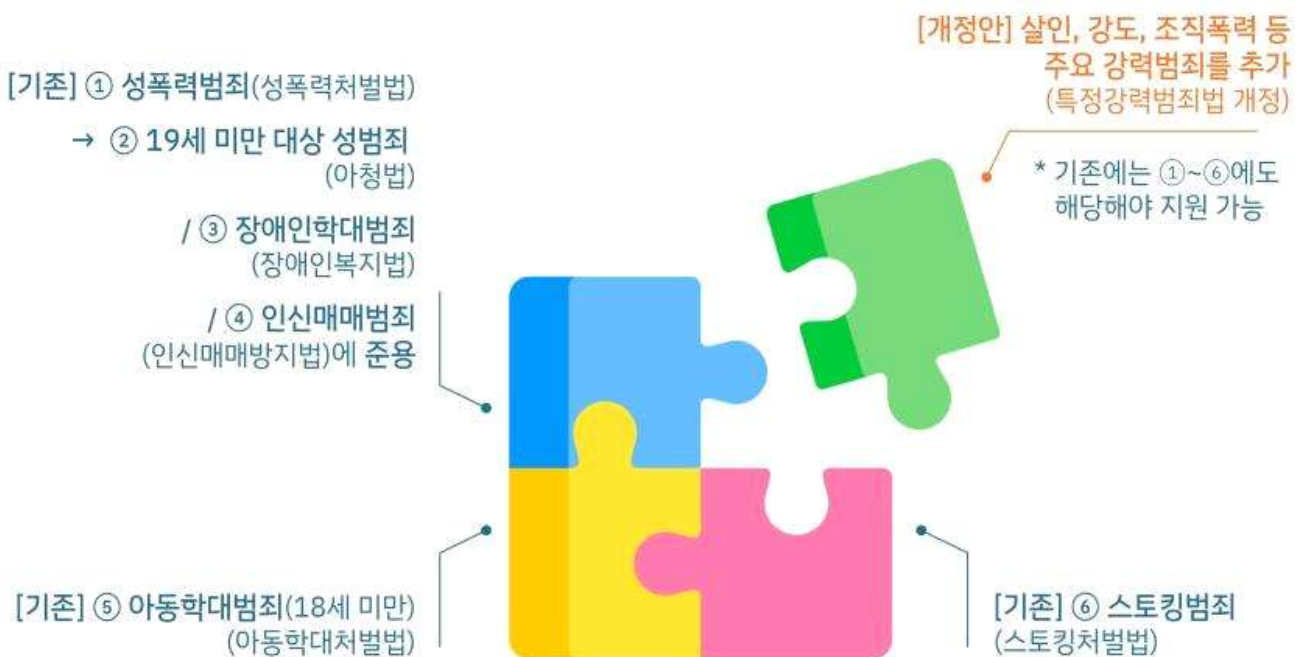 [개정안] 살인, 강도, 조직폭력 등
주요 강력범죄를 추가
(특정강력범죄법 개정)
* 기존에는 ①~⑥에도
해당해야 지원 가능
[기존] ① 성폭력범죄(성폭력처벌법)
→ ② 19세 미만 대상 성범죄
(아청법)
/ ③ 장애인학대범죄
(장애인복지법)
/ ④ 인신매매범죄
(인신매매방지법)에 준용
[기존] ⑤ 아동학대범죄(18세 미만)
(아동학대처벌법)
[기존] ⑥ 스토킹범죄
(스토킹처벌법)